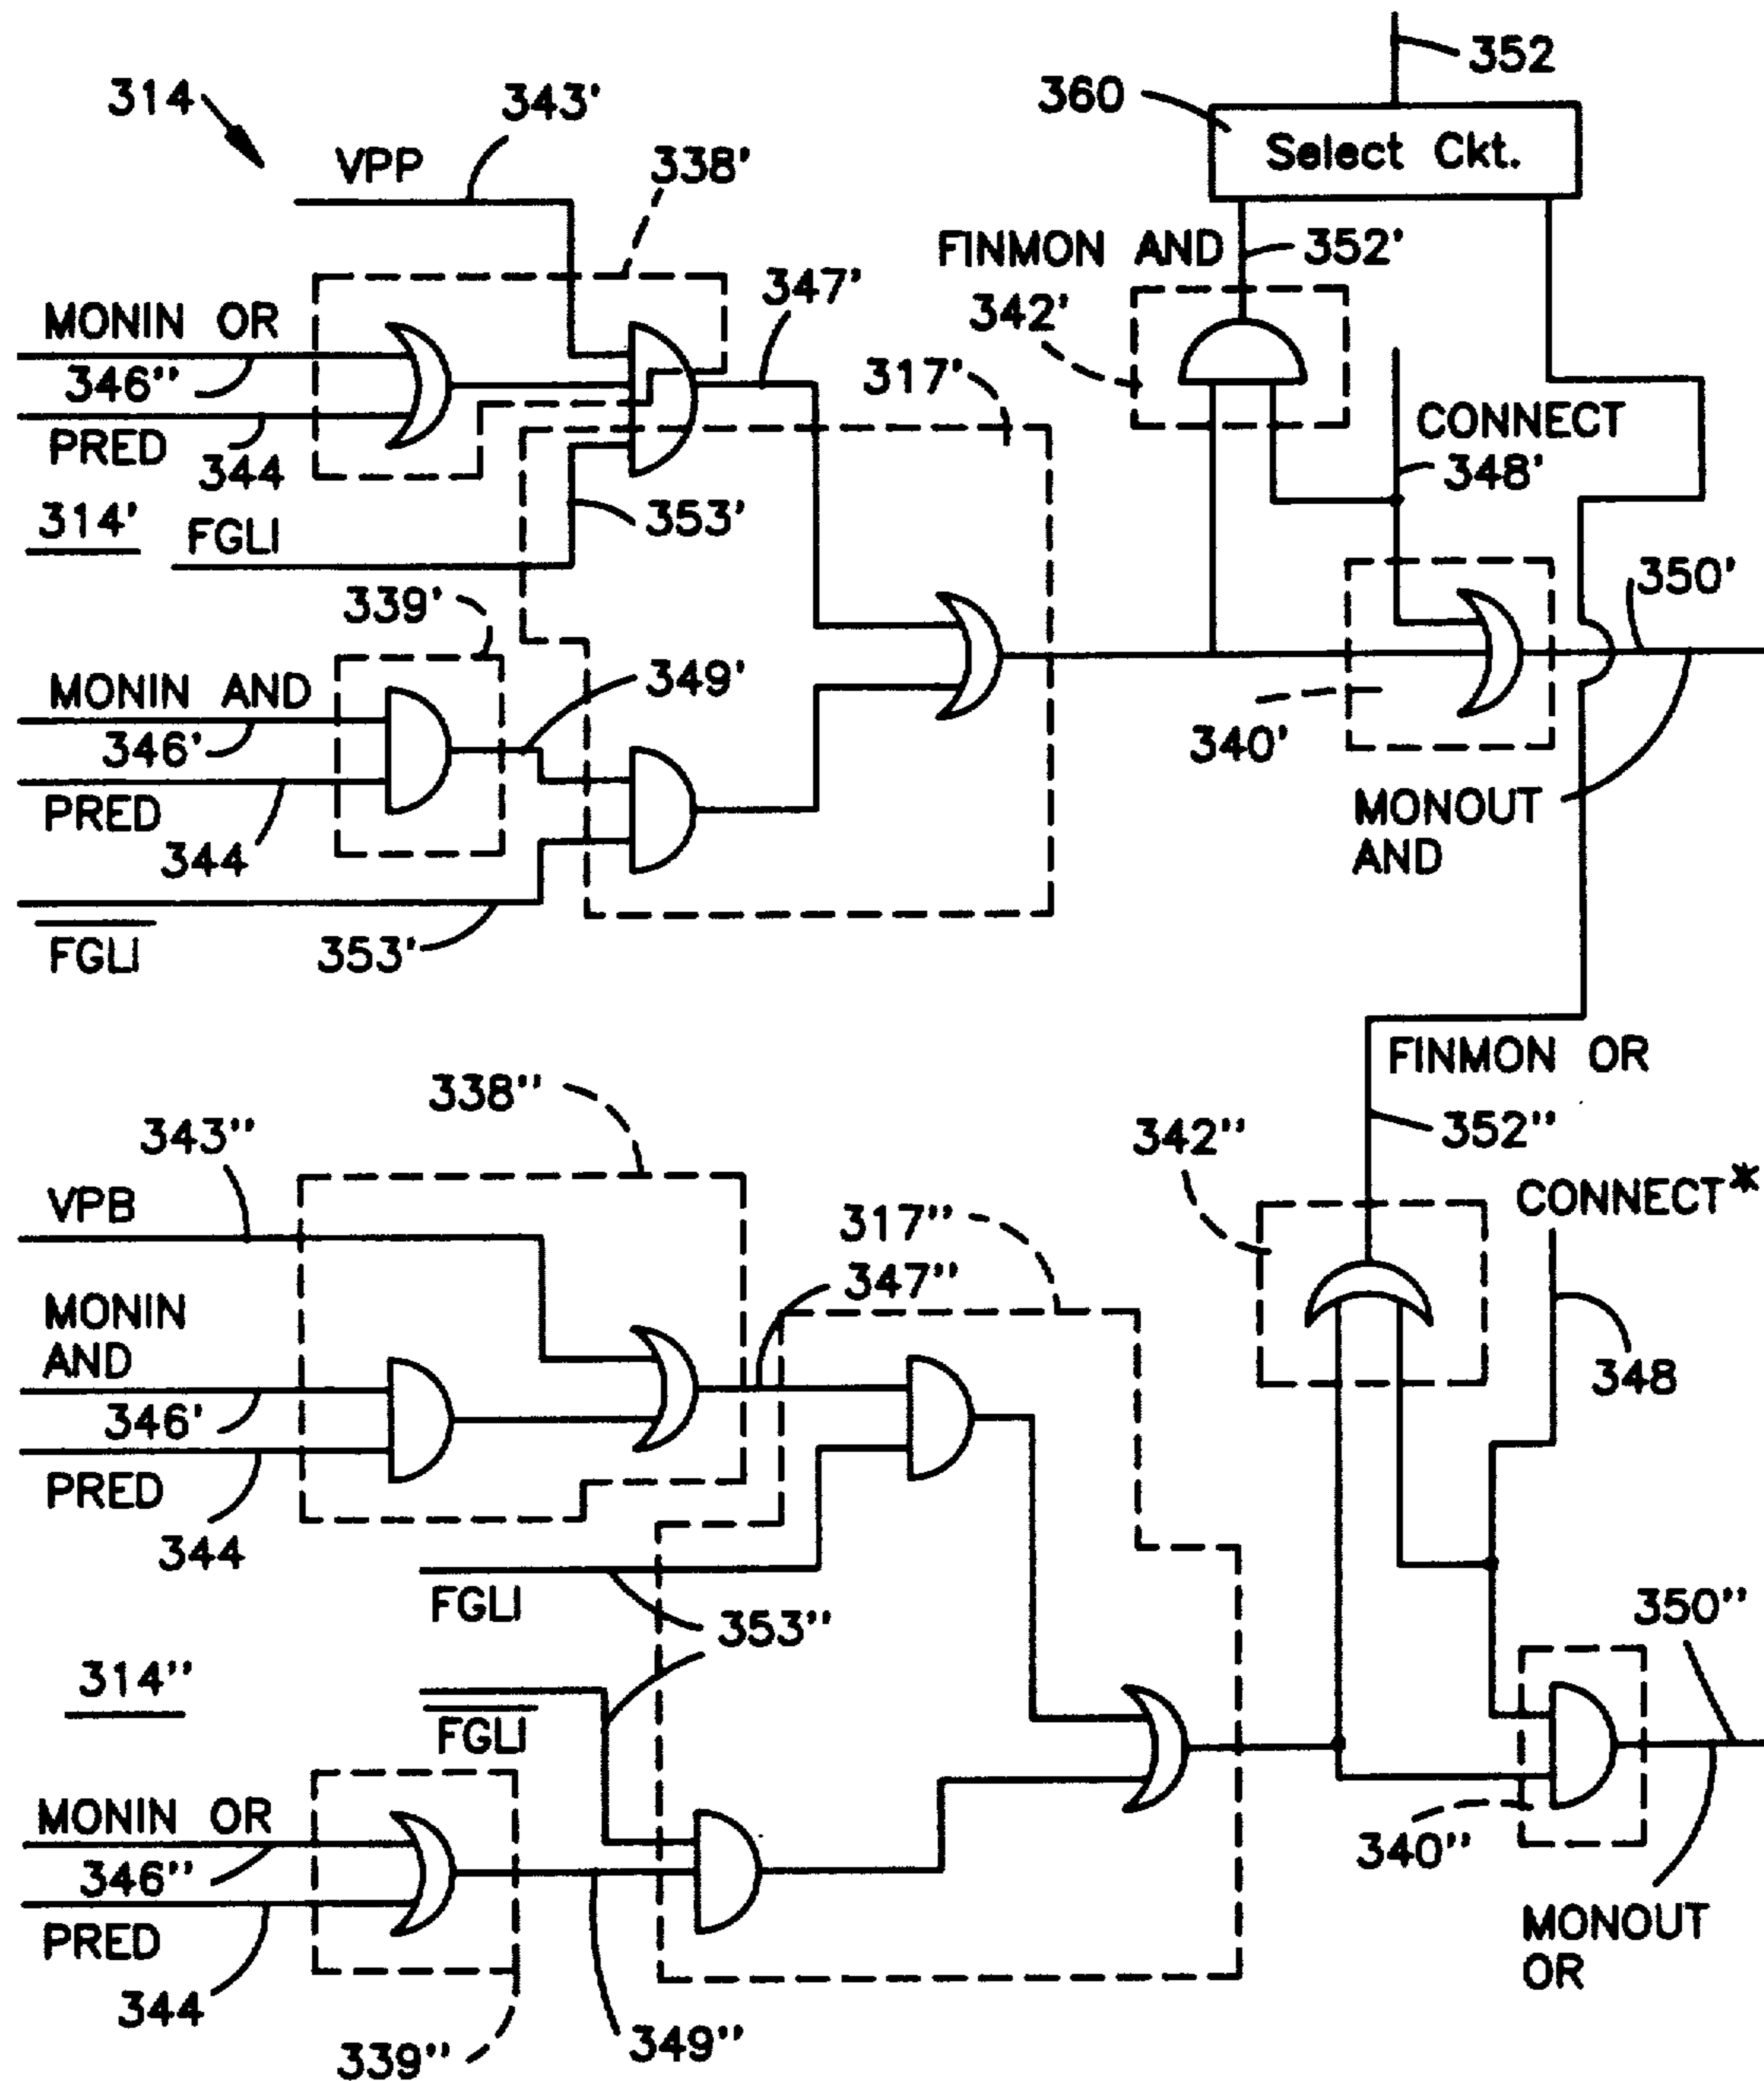 352
360
314
343'
Select Ckt.
VPP
338'
FINMON AND
352'
347'
342'
MONIN OR
346"
317'
CONNECT
PRED
344
348'
314'
353'
FGLI
339'
350'
MONIN AND
349'
346'
340'
PRED
344
MONOUT
AND
FGLI
353'
FINMON OR
338"
343"
342"
352"
CONNECT*
VPB
317"
347"
MONIN
AND
346'
348
PRED
344
FGLI
353"
350"
314"
FGLI
MONIN OR
346"
340"
PRED
MONOUT
OR
344
349"
339"